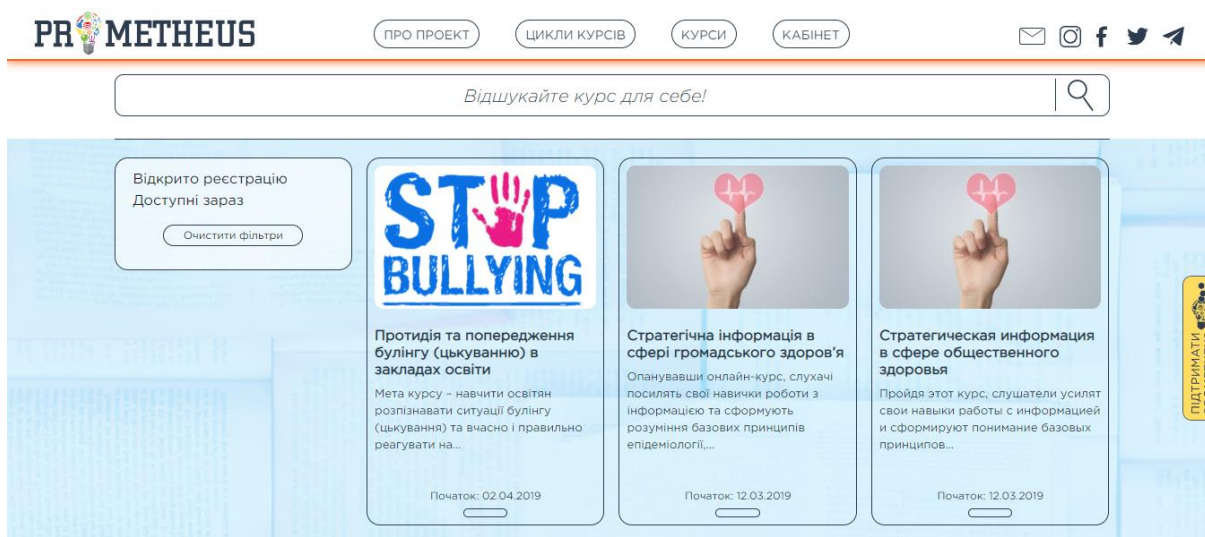 PROMETHEUS
ПРО ПРОЕКТ
ЦИКЛИ КУРСІВ
КУРСИ
КАБІНЕТ
Відшукайте курс для себе!
Відкрито реєстрацію
Доступні зараз
Очистити фільтри
STOP
BULLYING
Протидія та попередження
булінгу (цькуванню) в
закладах освіти
Мета курсу – навчити освітян
розпізнавати ситуації булінгу
(цькування) та вчасно і правильно
реагувати на...
Початок: 02.04.2019
Стратегічна інформація в
сфері громадського здоров’я
Опанувавши онлайн-курс, слухачі
посилять свої навички роботи з
інформацією та сформують
розуміння базових принципів
епідеміології,...
Початок: 12.03.2019
Стратегическая информация
в сфере общественного
здоровья
Пройдя этот курс, слушатели усилят
свои навыки работы с информацией
и сформируют понимание базовых
принципов...
Початок: 12.03.2019
ПІДТРИМАТИ